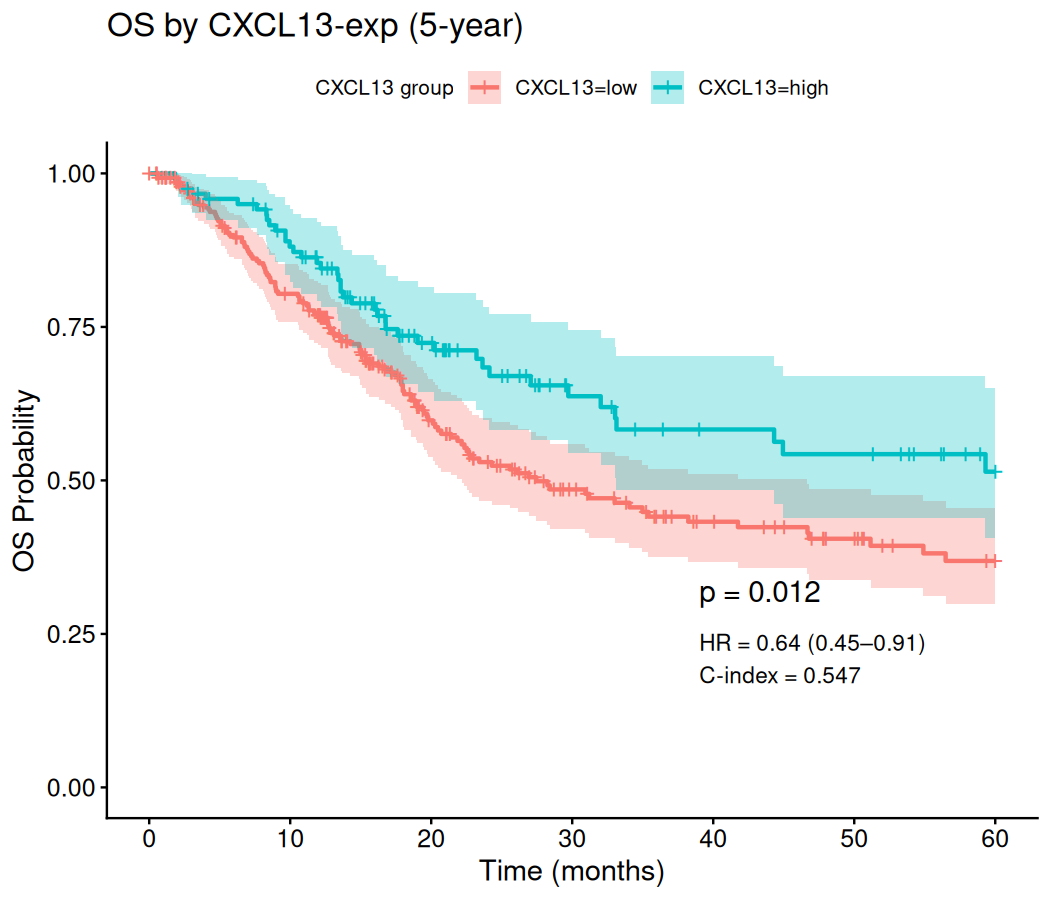 OS by CXCL13-exp (5-year)
CXCL13 group CXCL13=low CXCL13=high
1.00
0.75
0.50
0.25
0.00
OS Probability
p = 0.012
HR = 0.64 (0.45–0.91)
C-index = 0.547
0 10 20 30 40 50 60
Time (months)